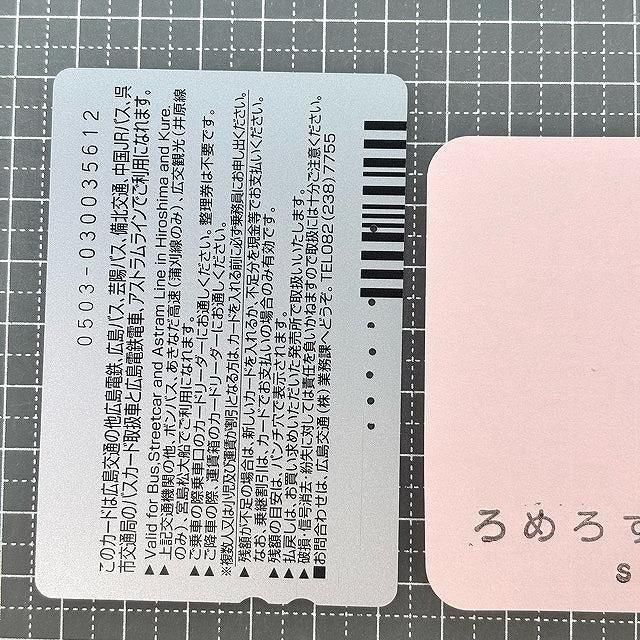 0503-030035612
このカードは広島交通の他広島電鉄、広島バス、芸陽バス、備北交通、中国JRバス、呉
市交通局のバスカード取扱車と広島電鉄電車、アストラムラインでご利用になれます。
▶Valid for Bus,Streetcar and Astram Line in Hiroshima and Kure.
▶上記交通機関の他、ボンバス、あきなだ高速(蒲刈線のみ)、広交観光(井原線
のみ)、宮島松大船でご利用になれます。
▶ご乗車の際乗車口のカードリーダーにお通しください。整理券は不要です。
▶ご降車の際、運賃箱のカードリーダーにお通しください。
※複数人又は小児及び運賃が割引となる方は、カードを入れる前に必ず乗務員にお申し出ください。
▶残額が不足の場合は、新しいカードを入れるか、不足分を現金等でお支払いください。
なお、乗継割引は、カードでお支払いの場合のみ有効です。
▶残額の目安は、パンチ穴で表示されます。
▶払戻しは、お買い求めいただいた発売所で取扱いいたします。
▶破損・信号消去・紛失に対しては責任を負いかねますので取扱には十分ご注意ください。
■お問合わせは、広島交通(株)業務課へどうぞ。TEL082(238)7755
ろめろす
S